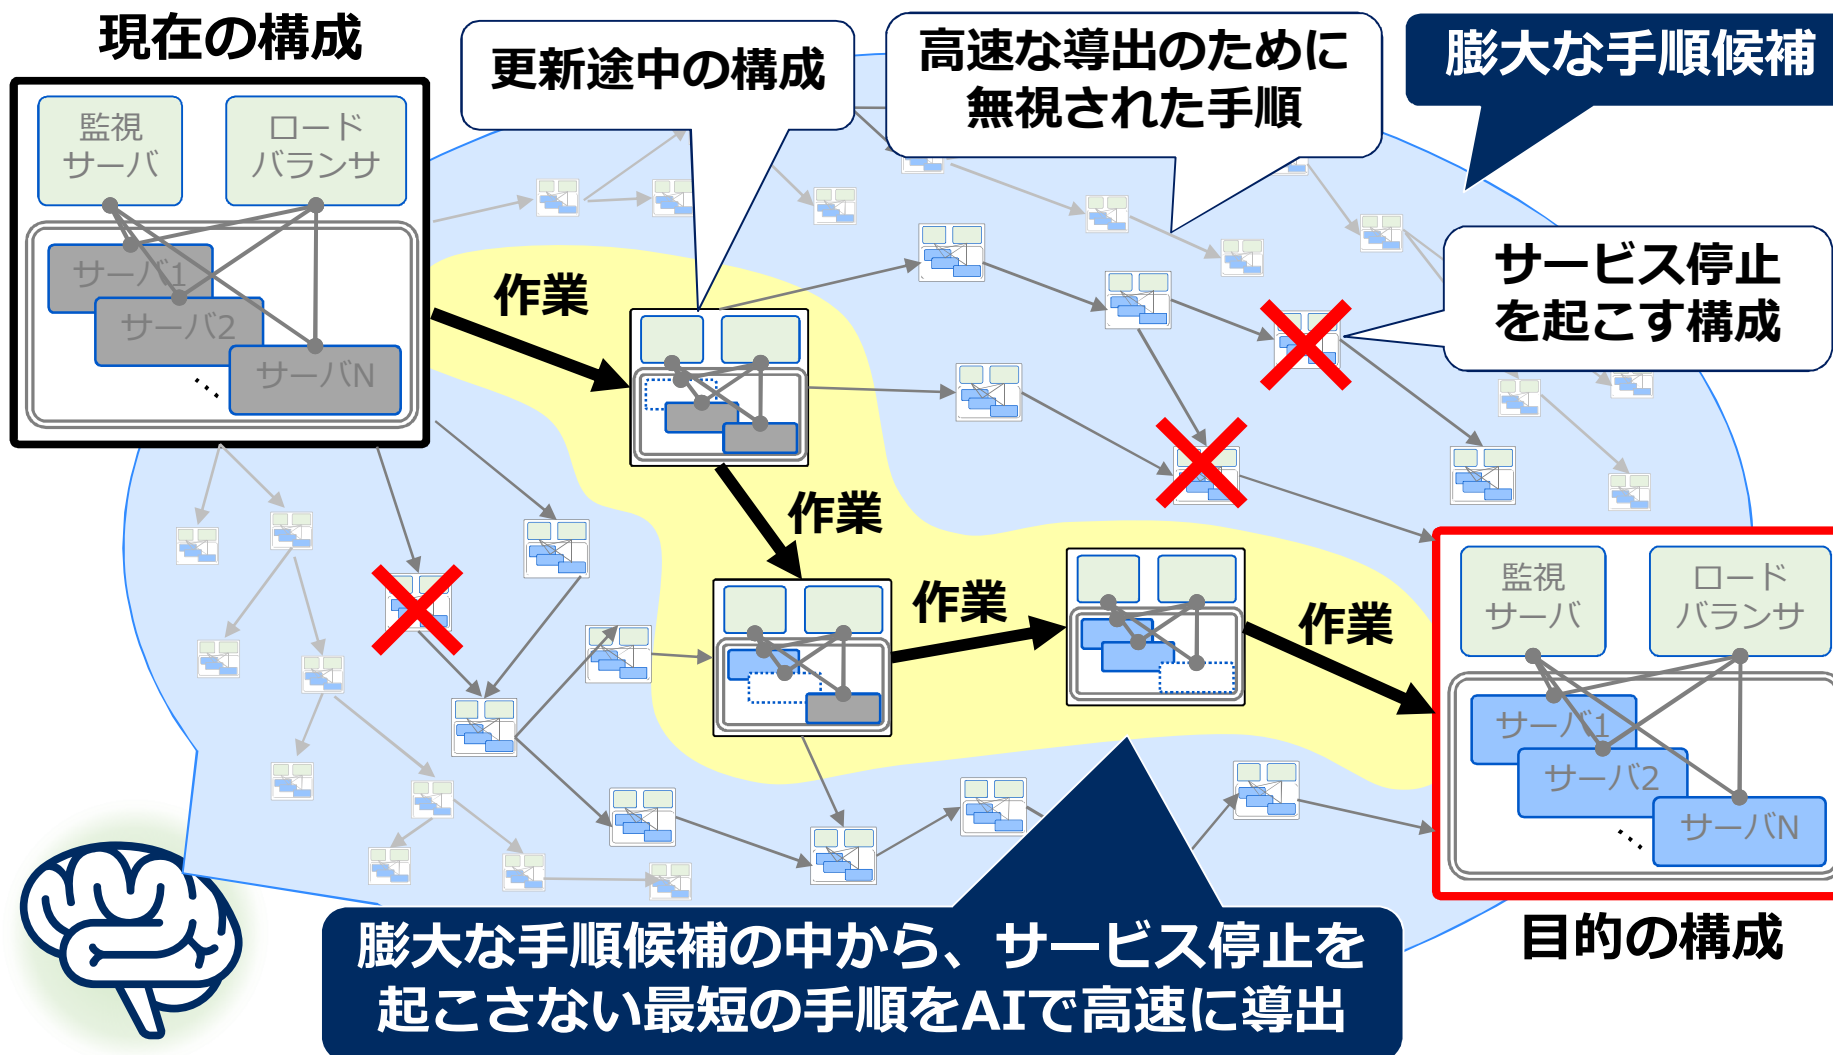 現在の構成
監視
サーバ
ロード
バランサ
サーバ1
サーバ2
サーバN
更新途中の構成
高速な導出のために
無視された手順
膨大な手順候補
サービス停止
を起こす構成
作業
作業
作業
作業
監視
サーバ
ロード
バランサ
サーバ1
サーバ2
サーバN
目的の構成
膨大な手順候補の中から、サービス停止を
起こさない最短の手順をAIで高速に導出